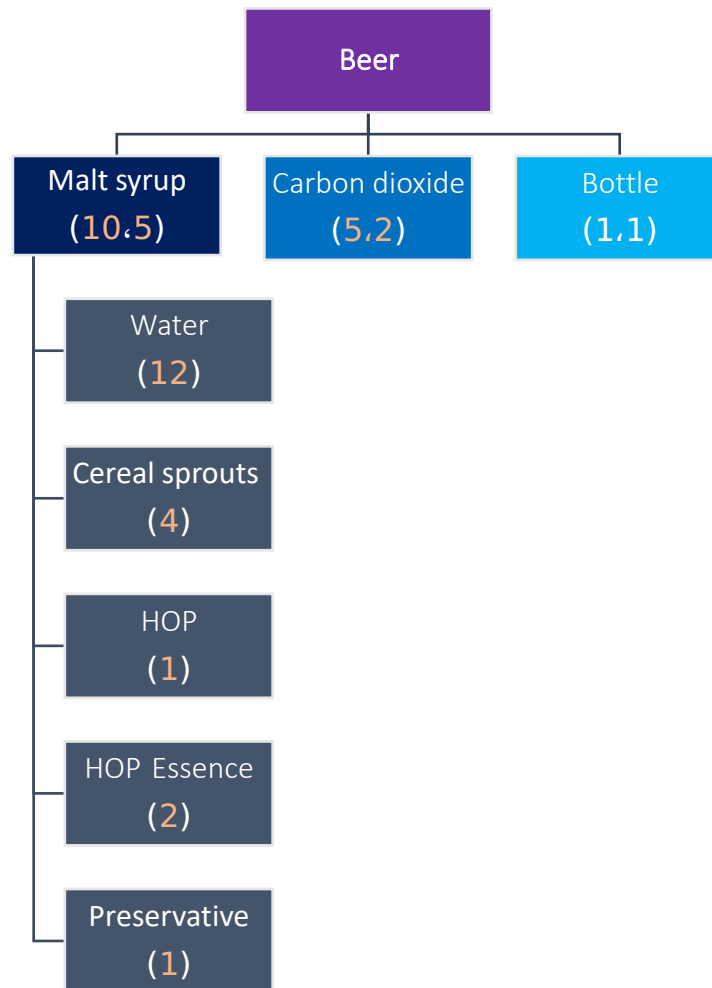 Beer
Malt syrup
(10،5)
Carbon dioxide
(5،2)
Bottle
(1،1)
Water
(12)
Cereal sprouts
(4)
HOP
(1)
HOP Essence
(2)
Preservative
(1)